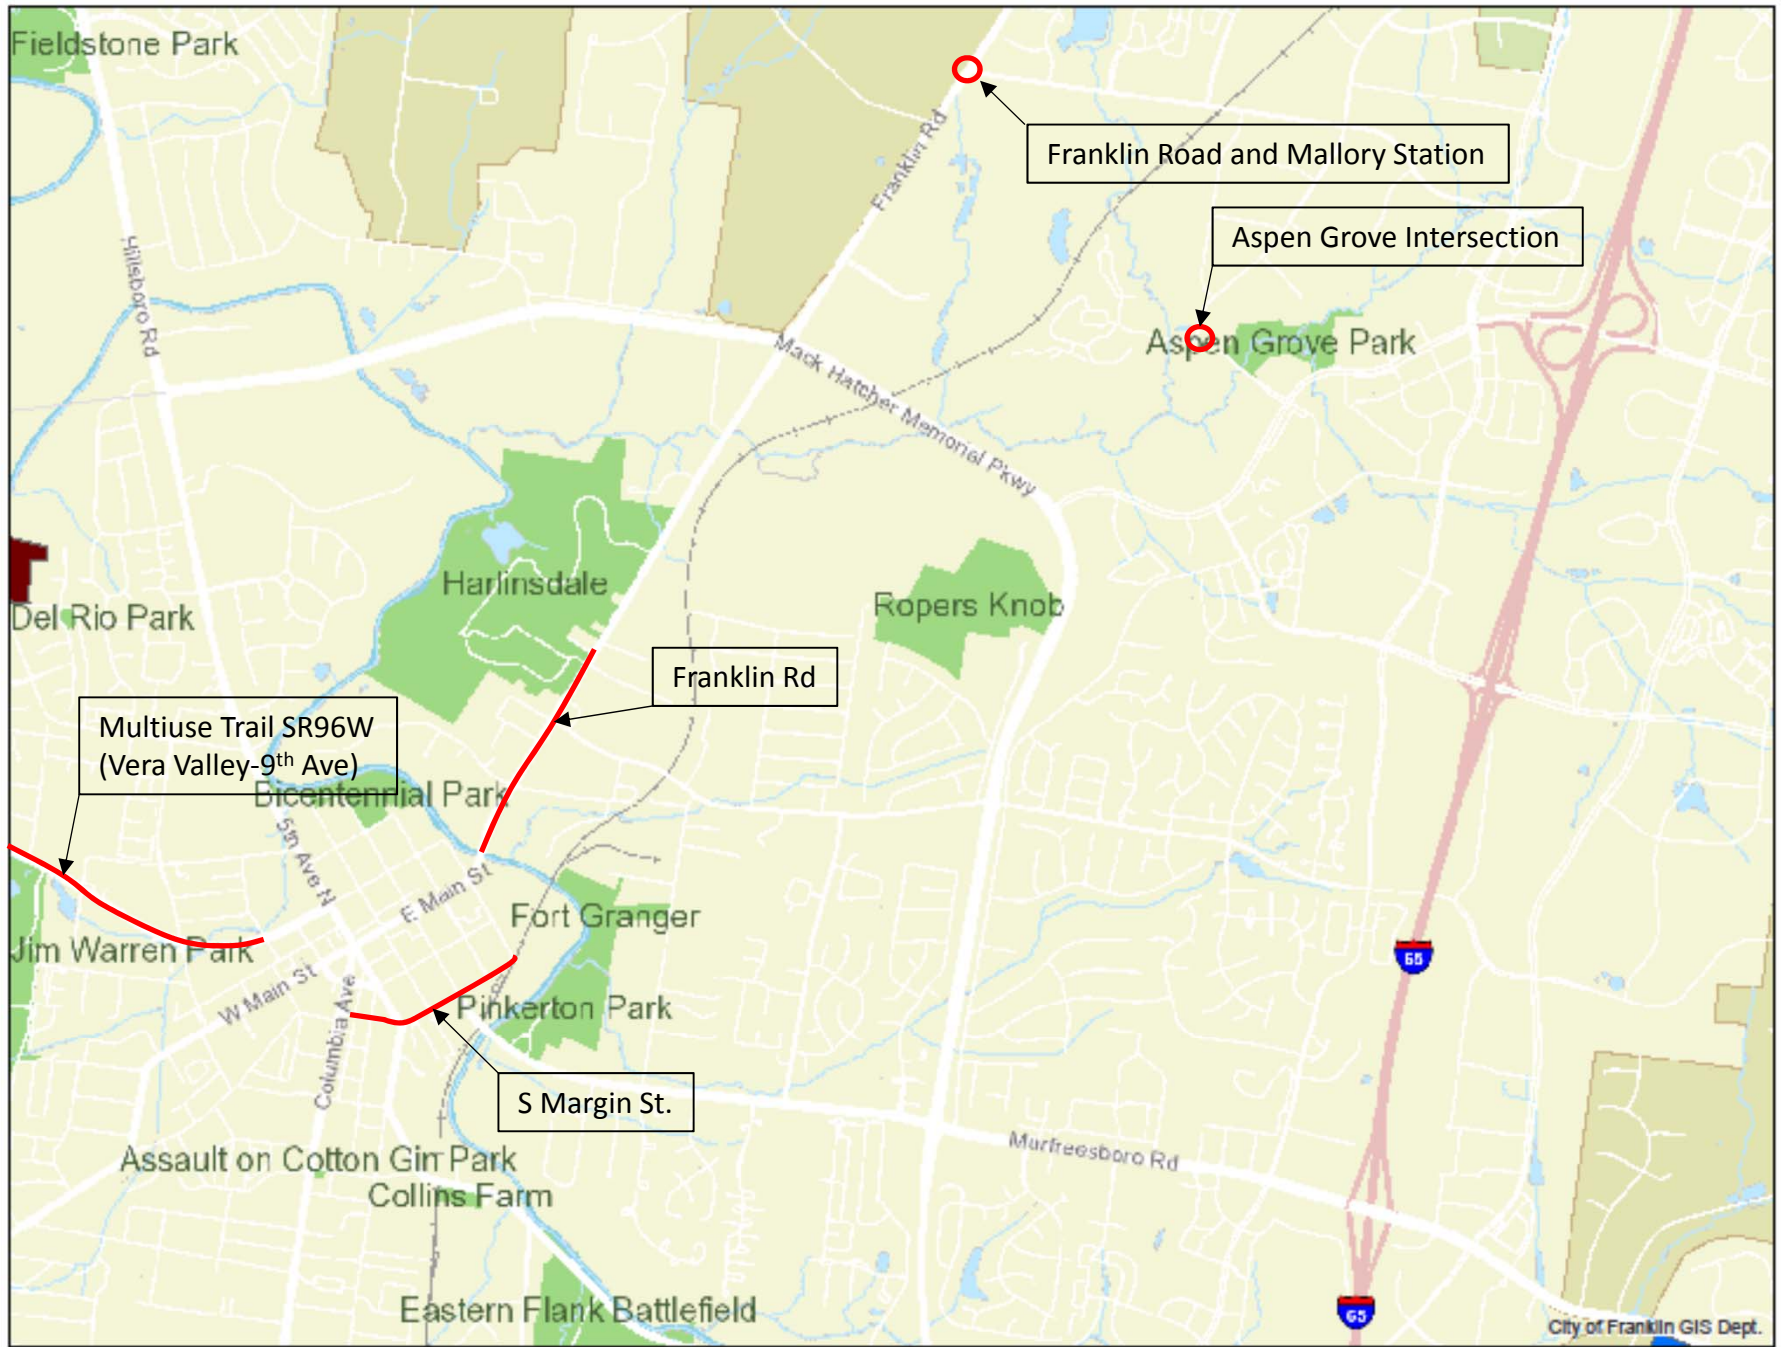 Fieldstone Park
Franklin Rd
Franklin Road and Mallory Station
Aspen Grove Intersection
Hillsboro Rd
Aspen Grove Park
Mack Hatcher Memorial Pkwy
Harlinsdale
Ropers Knob
Del Rio Park
Franklin Rd
Multiuse Trail SR96W
(Vera Valley-9th Ave)
Bicentennial Park
5th Ave N
E Main St
Fort Granger
Jim Warren Park
65
W Main St
Columbia Ave
Pinkerton Park
S Margin St.
Murfreesboro Rd
Assault on Cotton Gin Park
Collins Farm
Eastern Flank Battlefield
65
City of Franklin GIS Dept.